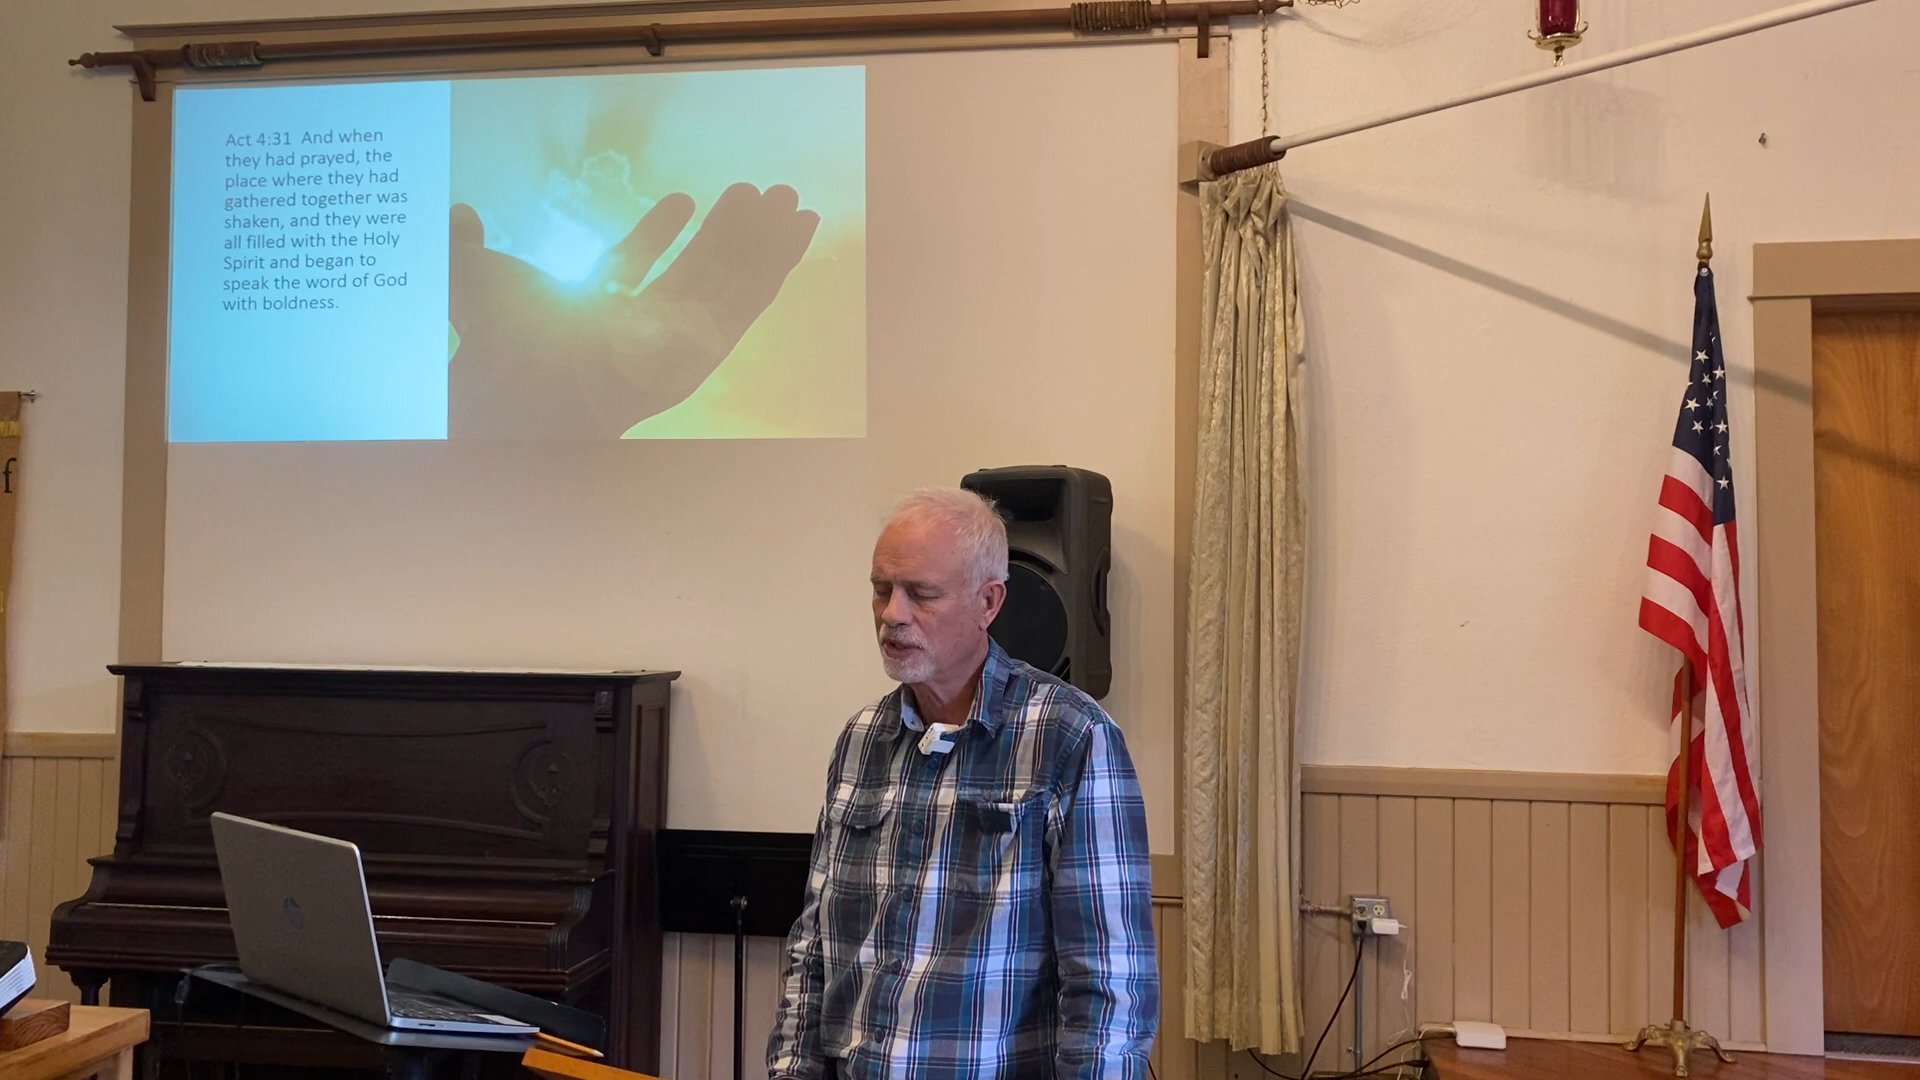 Act 4:31  And when
they had prayed, the
place where they had
gathered together was
shaken, and they were
all filled with the Holy
Spirit and began to
speak the word of God
with boldness.
f
hp